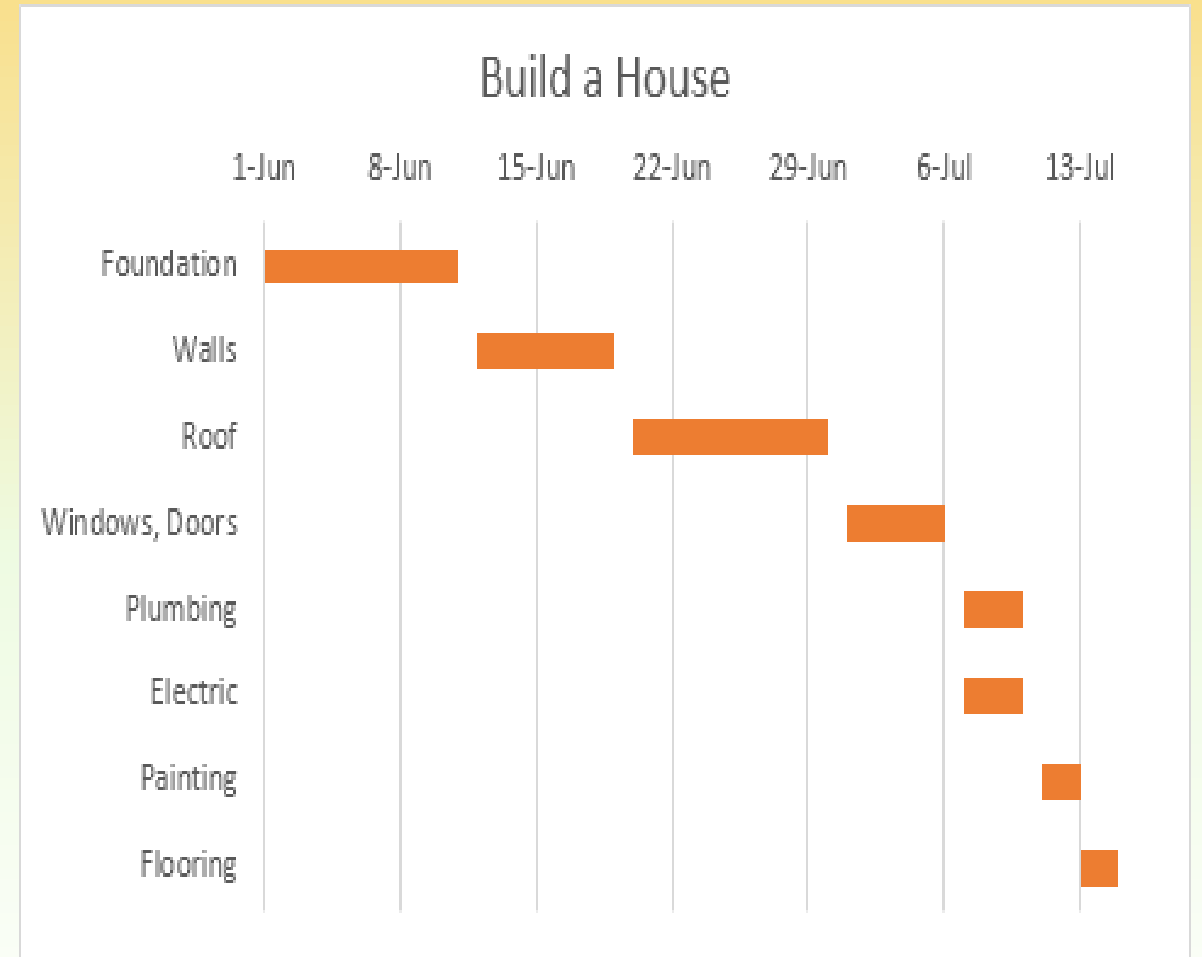 Build a House
1-Jun 8-Jun 15-Jun 22-Jun 29-Jun 6-Jul 13-Jul
Foundation
Walls
Roof
Windows, Doors
Plumbing
Electric
Painting
Flooring